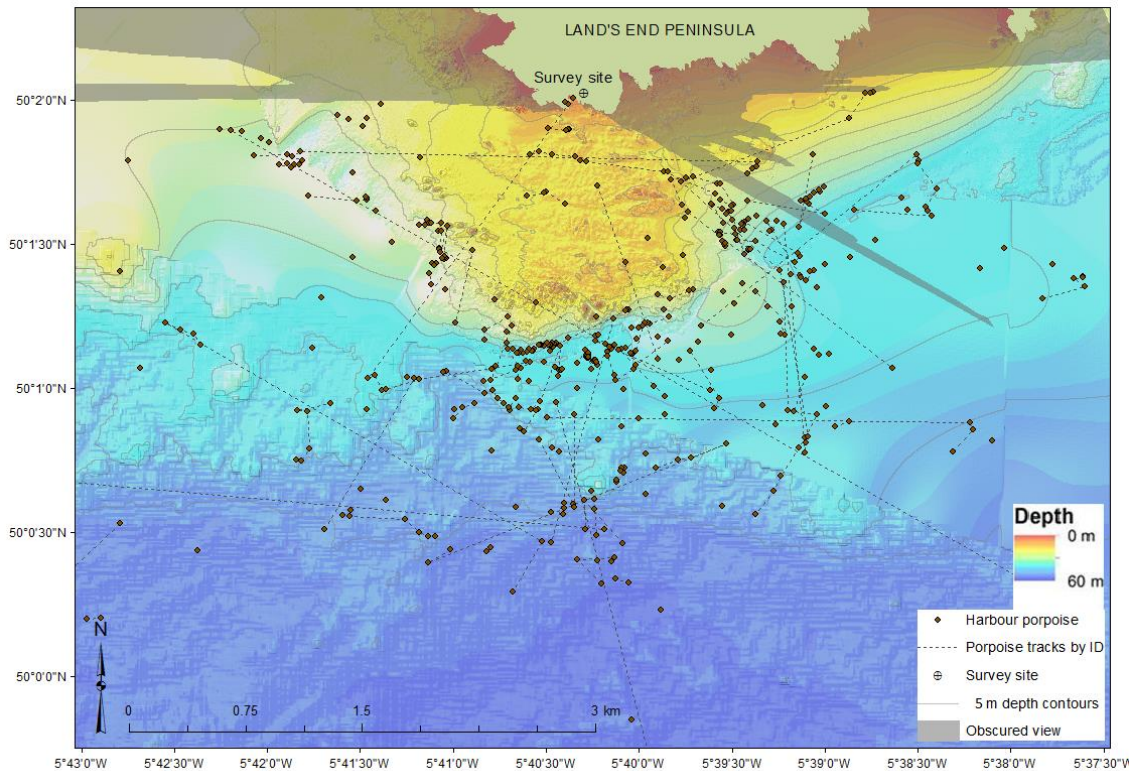 LAND'S END PENINSULA
Survey site
50°2'0"N
50°1'30"N
50°1'0"N
50°0'30"N
50°0'0"N
Depth
0 m
60 m
Harbour porpoise
Porpoise tracks by ID
Survey site
5 m depth contours
Obscured view
N
0 0.75 1.5 3 km
5°43'0"W 5°42'30"W 5°42'0"W 5°41'30"W 5°41'0"W 5°40'30"W 5°40'0"W 5°39'30"W 5°39'0"W 5°38'30"W 5°38'0"W 5°37'30"W